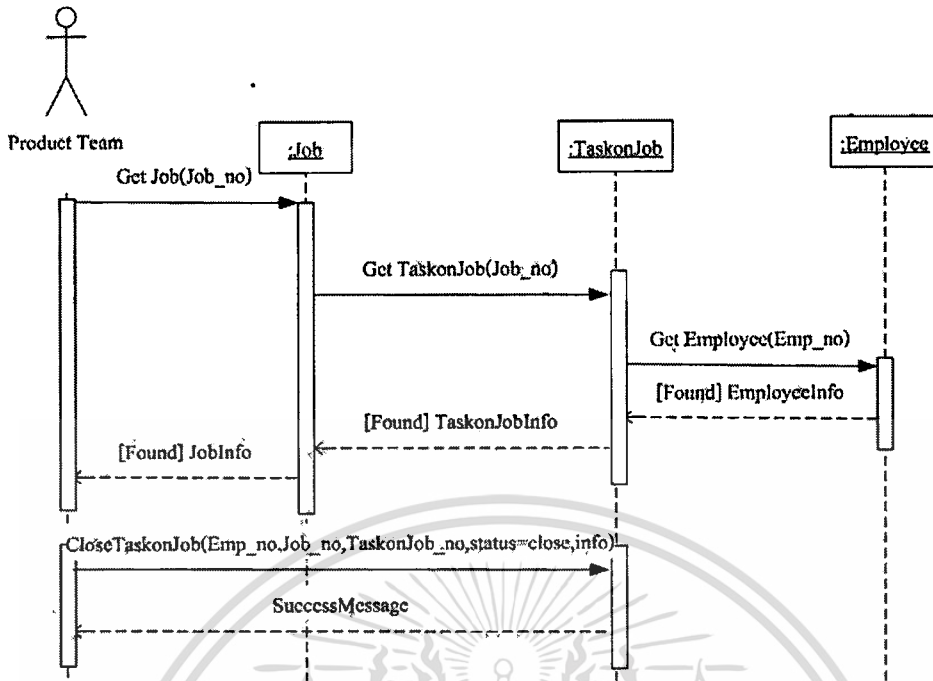 Product Team
:Job
:TaskonJob
:Employee
Get Job(Job_no)
Get TaskonJob(Job_no)
Get Employee(Emp_no)
[Found] EmployeeInfo
[Found] TaskonJobInfo
[Found] JobInfo
CloseTaskonJob(Emp_no,Job_no,TaskonJob_no,status=close,info)
SuccessMessage